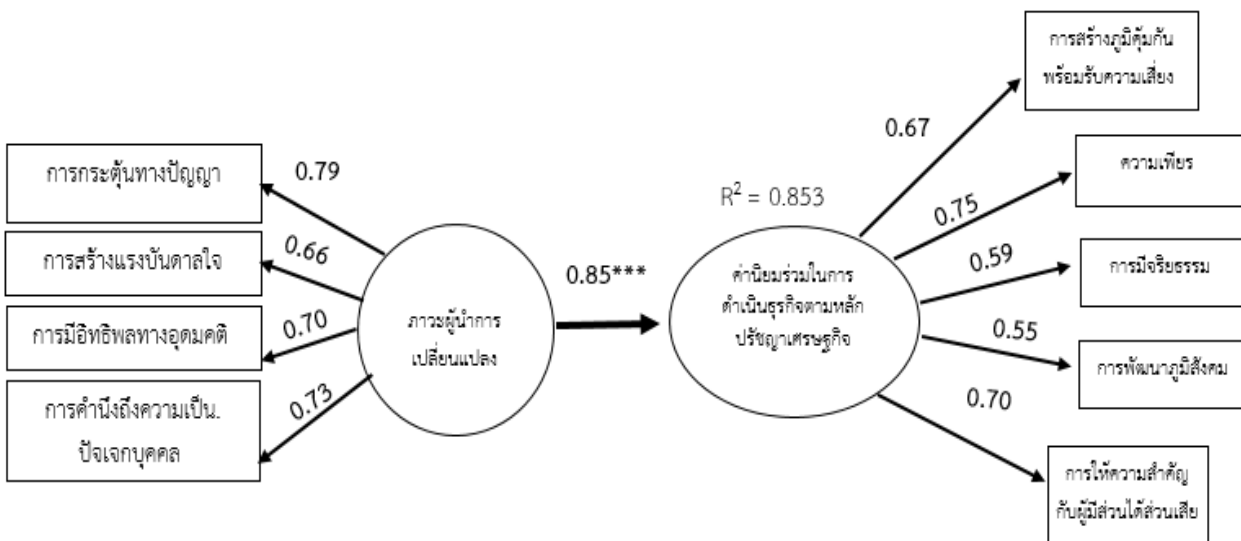 การกระตุ้นทางปัญญา
การสร้างแรงบันดาลใจ
การมีอิทธิพลทางอุดมคติ
การคำนึงถึงความเป็น.
ปัจเจกบุคคล
0.79
0.66
0.70
0.73
ภาวะผู้นำการ
เปลี่ยนแปลง
0.85***
R² = 0.853
ค่านิยมร่วมในการ
ดำเนินธุรกิจตามหลัก
ปรัชญาเศรษฐกิจ
0.67
0.75
0.59
0.55
0.70
การสร้างภูมิคุ้มกัน
พร้อมรับความเสี่ยง
ความเพียร
การมีจริยธรรม
การพัฒนาภูมิสังคม
การให้ความสำคัญ
กับผู้มีส่วนได้ส่วนเสีย